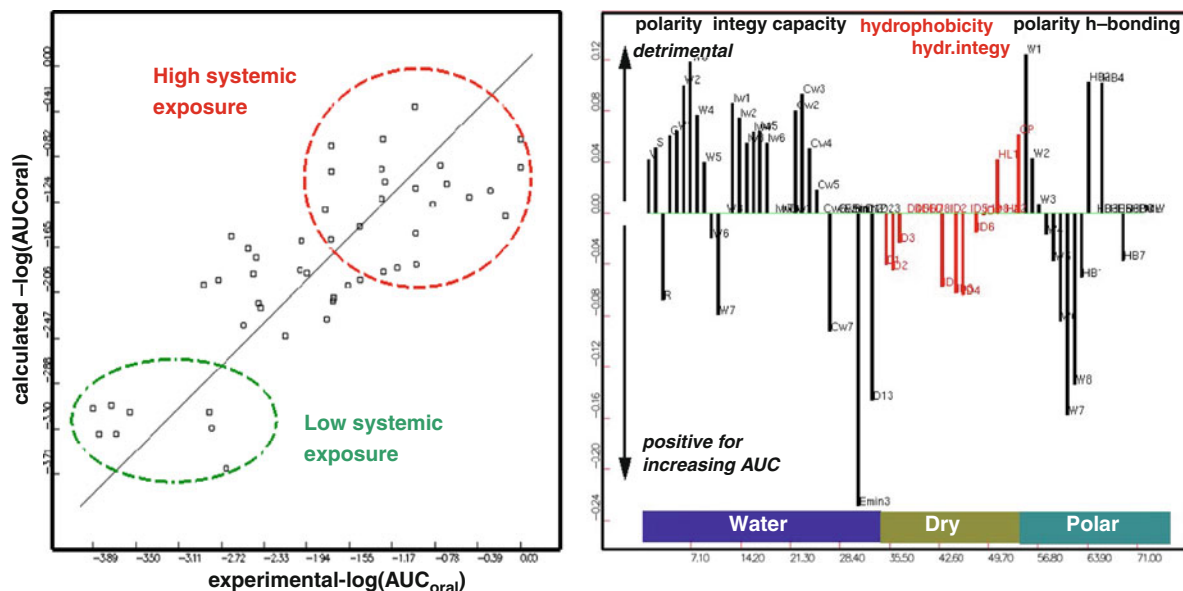 calculated –log(AUCoral)
0.00
−0.41
−0.82
−1.24
−1.65
−2.06
−2.47
−2.88
−3.30
−3.71
High systemic
exposure
Low systemic
exposure
−3.89 −3.50 −3.11 −2.72 −2.33 −1.94 −1.55 −1.17 −0.78 −0.39 0.00
experimental-log(AUCoral)
polarity integy capacity hydrophobicity polarity h–bonding
detrimental hydr.integy
0.12
0.08
0.04
0.00
−0.04
−0.08
−0.12
−0.16
−0.20
−0.24
V S R W2 W4 W5 W6 W7
Iw1 Iw2 Iw6
Cw2 Cw3 Cw4 Cw5 Cw7
Emin3 D13
D1 D2 D3 ID2 ID4 ID6 HL1 CP
W1 W2 W3 W7 W8
HB4 HB7
positive for
increasing AUC
Water Dry Polar
7.10 14.20 21.30 28.40 35.50 42.60 49.70 56.80 63.90 71.00